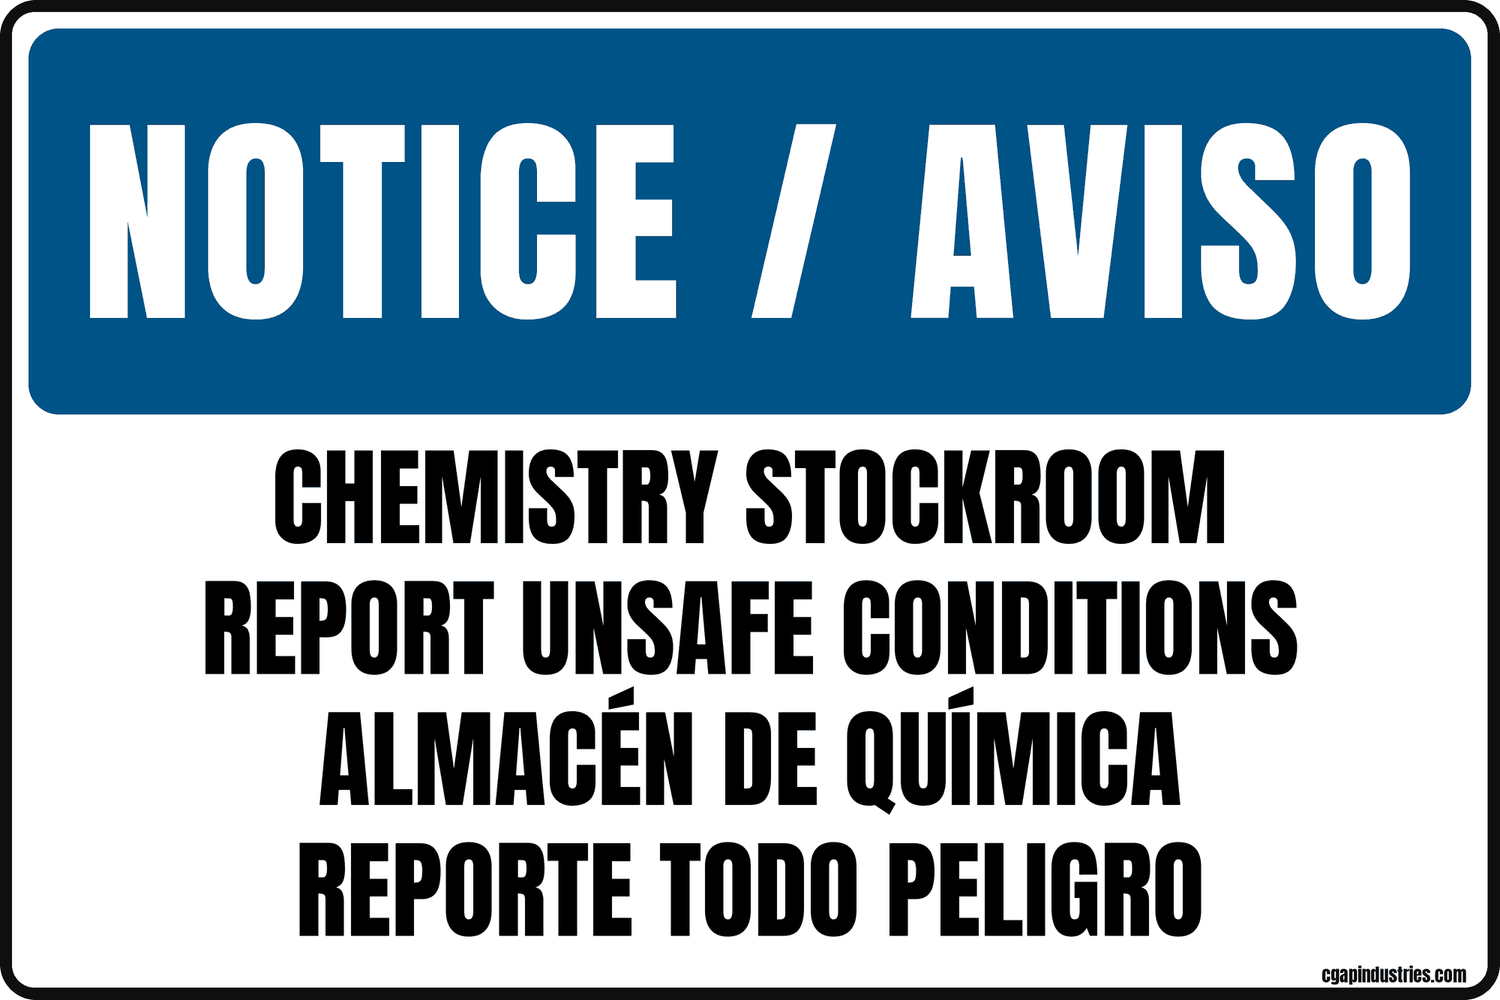 NOTICE / AVISO
CHEMISTRY STOCKROOM
REPORT UNSAFE CONDITIONS
ALMACÉN DE QUÍMICA
REPORTE TODO PELIGRO
cgapindustries.com